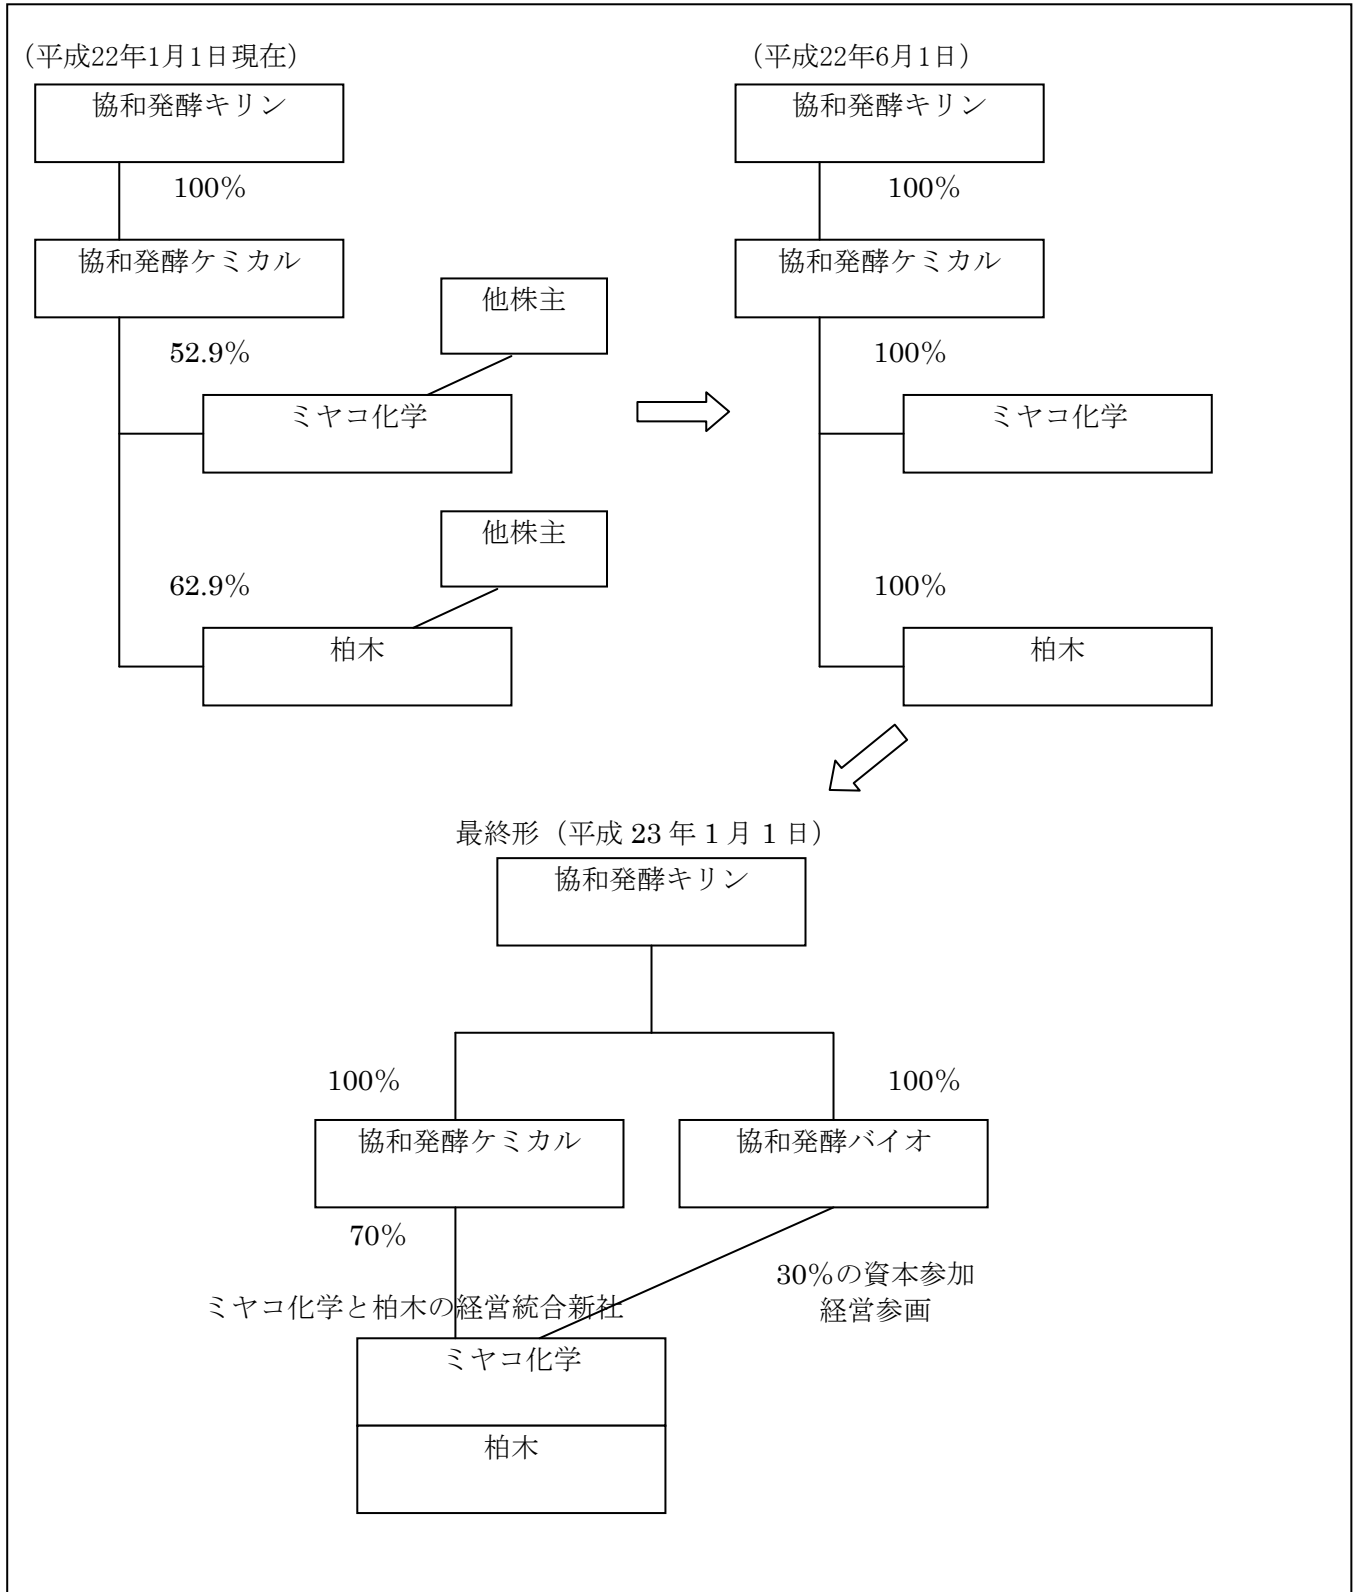 （平成22年1月1日現在）
協和発酵キリン
100％
協和発酵ケミカル
他株主
52.9％
ミヤコ化学
他株主
62.9％
柏木
（平成22年6月1日）
協和発酵キリン
100％
協和発酵ケミカル
100％
ミヤコ化学
100％
柏木
最終形（平成 23 年 1 月 1 日）
協和発酵キリン
100％
100％
協和発酵ケミカル
協和発酵バイオ
70％
30％の資本参加
経営参画
ミヤコ化学と柏木の経営統合新社
ミヤコ化学
柏木